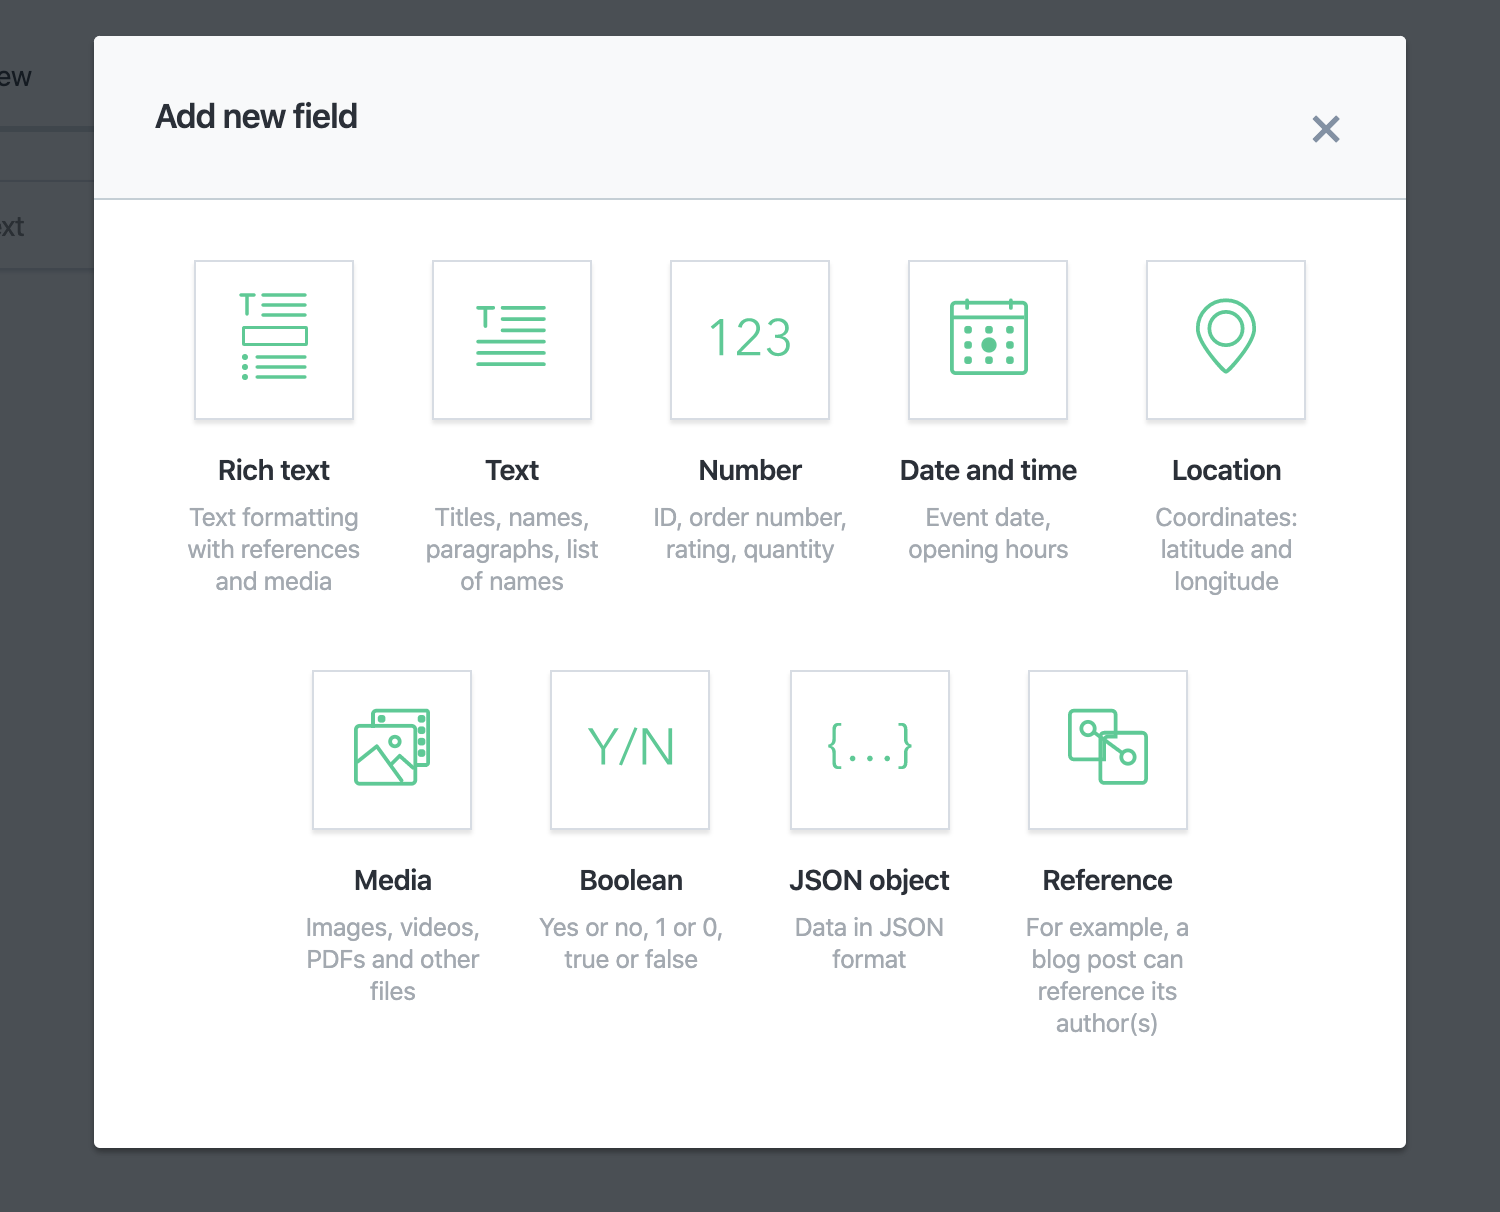 ew
Add new field
ext
T
T
123
Rich text
Text formatting
with references
and media
Text
Titles, names,
paragraphs, list
of names
Number
ID, order number,
rating, quantity
Date and time
Event date,
opening hours
Location
Coordinates:
latitude and
longitude
Y/N
{...}
Media
Images, videos,
PDFs and other
files
Boolean
Yes or no, 1 or 0,
true or false
JSON object
Data in JSON
format
Reference
For example, a
blog post can
reference its
author(s)